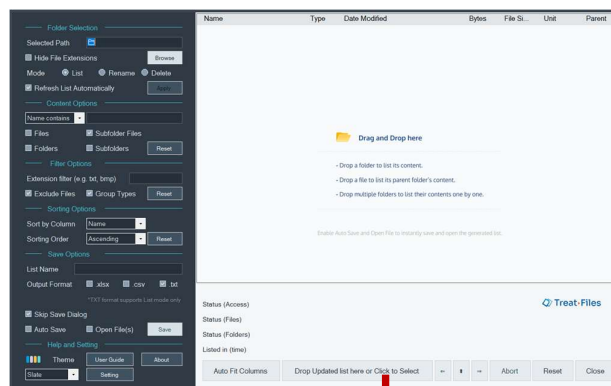 Folder Selection
Selected Path
Hide File Extensions Browse
Mode List Rename Delete
Refresh List Automatically Apply
Content Options
Name contains
Files Subfolder Files
Folders Subfolders Reset
Filter Options
Extension filter (e.g. txt, bmp)
Exclude Files Group Types Reset
Sorting Options
Sort by Column Name
Sorting Order Ascending Reset
Save Options
List Name
Output Format .xlsx .csv .txt
*TXT format supports List mode only
Skip Save Dialog
Auto Save Open File(s) Save
Help and Setting
Theme User Guide About
Slate Setting
Name Type Date Modified Bytes File Si... Unit Parent
Drag and Drop here
- Drop a folder to list its content.
- Drop a file to list its parent folder's content.
- Drop multiple folders to list their contents one by one.
Enable Auto Save and Open File to instantly save and open the generated list.
Status (Access) Treat-Files
Status (Files)
Status (Folders)
Listed in (time)
Auto Fit Columns Drop Updated list here or Click to Select Abort Reset Close